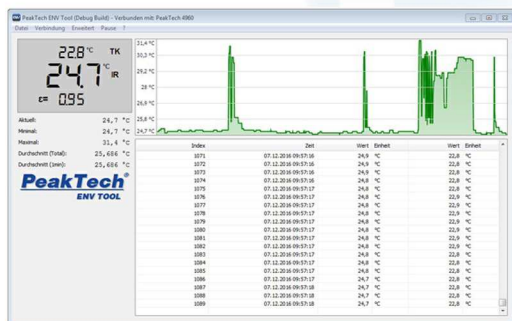 PeakTech ENV Tool (Debug Build) - Verbunden mit: PeakTech 4960
Datei Verbindung Erweitert Pause ?
22.8 °C TK
24.7 °C IR
ε= 0.95
Aktuell: 24,7 °C
Minimal: 24,7 °C
Maximal: 31,4 °C
Durchschnitt (Total): 25,686 °C
Durchschnitt (1min): 25,686 °C
PeakTech®
ENV TOOL
31,4 °C
30,3 °C
29,2 °C
28 °C
26,9 °C
25,8 °C
24,7 °C
Index Zeit Wert Einheit Wert Einheit
1071 07.12.2016 09:57:16 24,9 °C 22,8 °C
1072 07.12.2016 09:57:16 24,9 °C 22,8 °C
1073 07.12.2016 09:57:16 24,9 °C 22,8 °C
1074 07.12.2016 09:57:17 24,8 °C 22,8 °C
1075 07.12.2016 09:57:17 24,8 °C 22,8 °C
1076 07.12.2016 09:57:17 24,8 °C 22,9 °C
1077 07.12.2016 09:57:17 24,8 °C 22,9 °C
1078 07.12.2016 09:57:17 24,8 °C 22,9 °C
1079 07.12.2016 09:57:17 24,8 °C 22,9 °C
1080 07.12.2016 09:57:17 24,8 °C 22,9 °C
1081 07.12.2016 09:57:17 24,8 °C 22,9 °C
1082 07.12.2016 09:57:17 24,8 °C 22,9 °C
1083 07.12.2016 09:57:17 24,8 °C 22,8 °C
1084 07.12.2016 09:57:17 24,8 °C 22,8 °C
1085 07.12.2016 09:57:17 24,8 °C 22,8 °C
1086 07.12.2016 09:57:17 24,7 °C 22,8 °C
1087 07.12.2016 09:57:18 24,7 °C 22,8 °C
1088 07.12.2016 09:57:18 24,7 °C 22,8 °C
1089 07.12.2016 09:57:18 24,7 °C 22,8 °C